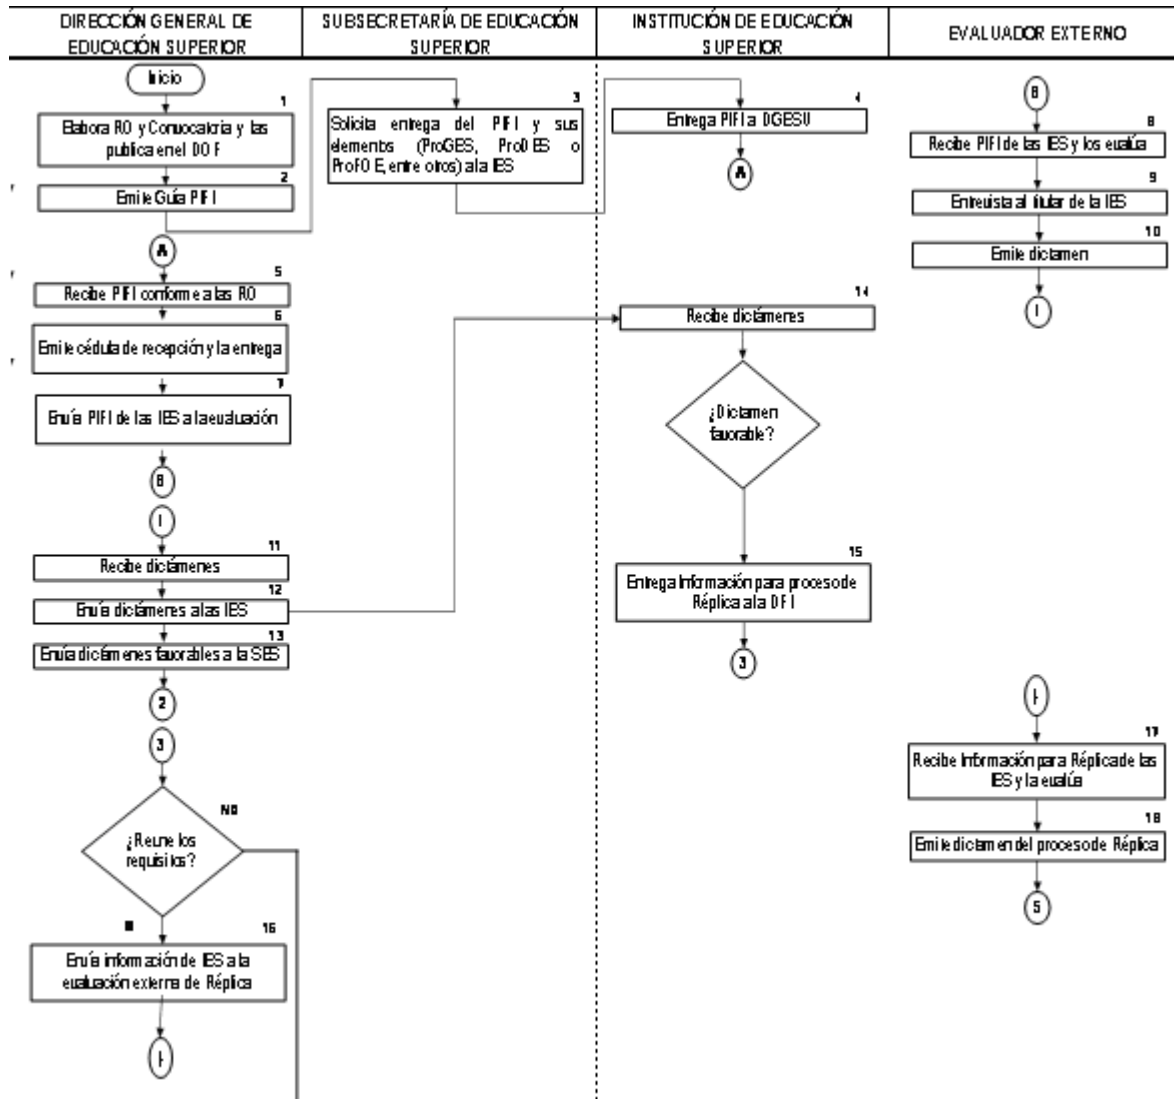 DIRECCIÓN GENERAL DE
EDUCACIÓN SUPERIOR
SUBSECRETARÍA DE EDUCACIÓN
SUPERIOR
INSTITUCIÓN DE EDUCACIÓN
SUPERIOR
EVALUADOR EXTERNO
Inicio
1
Elabora RO y Convocatoria y las
publica en el DOF
2
Emite Guía PIFI
3
Solicita entrega del PIFI y sus
elementos (ProGES, ProDES o
ProFOE, entre otros) a la IES
4
Entrega PIFI a DGESU
A
B
8
Recibe PIFI de las IES y los evalúa
9
Entrevista al titular de la IES
10
Emite dictamen
1
A
5
Recibe PIFI conforme a las RO
6
Emite cédula de recepción y la entrega
7
Envía PIFI de las IES a la evaluación
B
1
11
Recibe dictámenes
12
Envía dictámenes a las IES
13
Envía dictámenes favorables a la SES
2
14
Recibe dictámenes
¿Dictamen
favorable?
15
Entrega Información para proceso de
Réplica a la DFI
3
3
¿Reune los
requisitos?
NO
16
Envía información de IES a la
evaluación externa de Réplica
17
Recibe Información para Réplica de las
IES y la evalúa
18
Emite dictamen del proceso de Réplica
5